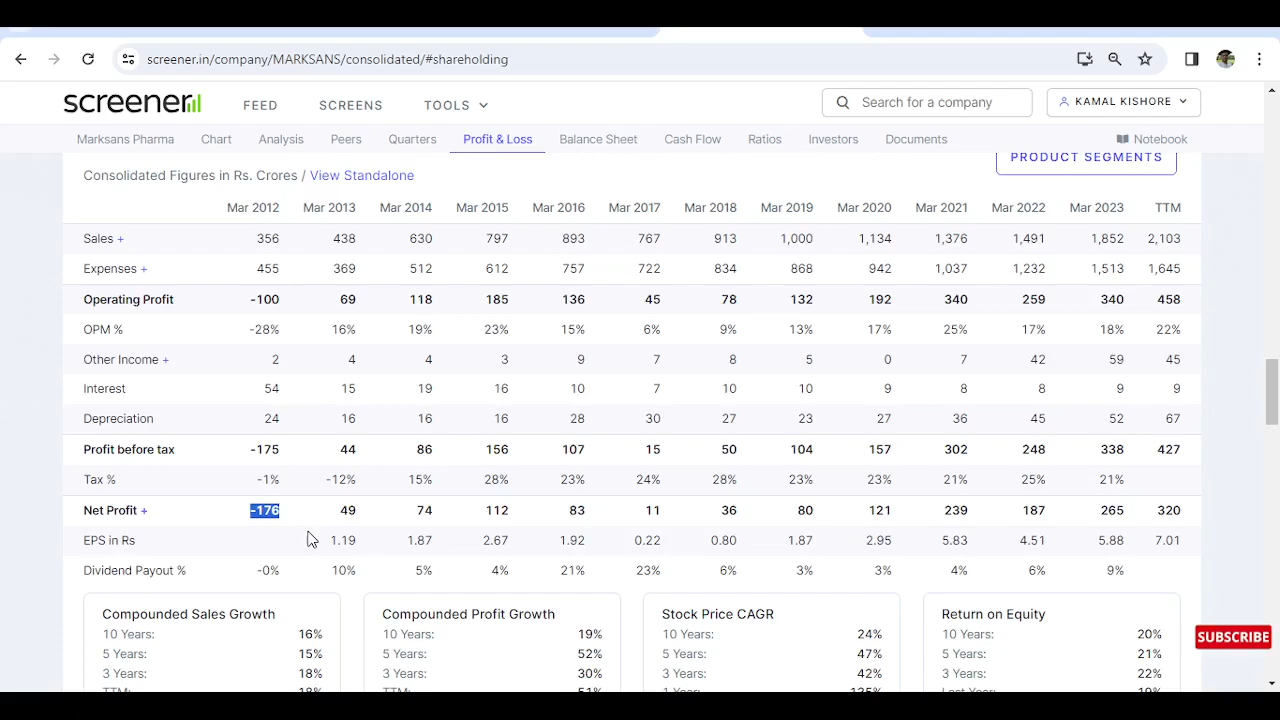 screener.in/company/MARKSANS/consolidated/#shareholding
screener
FEED SCREENS TOOLS
Search for a company
KAMAL KISHORE
Marksans Pharma Chart Analysis Peers Quarters Profit & Loss Balance Sheet Cash Flow Ratios Investors Documents Notebook
PRODUCT SEGMENTS
Consolidated Figures in Rs. Crores / View Standalone
Mar 2012 Mar 2013 Mar 2014 Mar 2015 Mar 2016 Mar 2017 Mar 2018 Mar 2019 Mar 2020 Mar 2021 Mar 2022 Mar 2023 TTM
Sales + 356 438 630 797 893 767 913 1,000 1,134 1,376 1,491 1,852 2,103
Expenses + 455 369 512 612 757 722 834 868 942 1,037 1,232 1,513 1,645
Operating Profit -100 69 118 185 136 45 78 132 192 340 259 340 458
OPM % -28% 16% 19% 23% 15% 6% 9% 13% 17% 25% 17% 18% 22%
Other Income + 2 4 4 3 9 7 8 5 0 7 42 59 45
Interest 54 15 19 16 10 7 10 10 9 8 8 9 9
Depreciation 24 16 16 16 28 30 27 23 27 36 45 52 67
Profit before tax -175 44 86 156 107 15 50 104 157 302 248 338 427
Tax % -1% -12% 15% 28% 23% 24% 28% 23% 23% 21% 25% 21%
Net Profit + -176 49 74 112 83 11 36 80 121 239 187 265 320
EPS in Rs 1.19 1.87 2.67 1.92 0.22 0.80 1.87 2.95 5.83 4.51 5.88 7.01
Dividend Payout % -0% 10% 5% 4% 21% 23% 6% 3% 3% 4% 6% 9%
Compounded Sales Growth
10 Years: 16%
5 Years: 15%
3 Years: 18%
TTM: 18%
Compounded Profit Growth
10 Years: 19%
5 Years: 52%
3 Years: 30%
TTM: 51%
Stock Price CAGR
10 Years: 24%
5 Years: 47%
3 Years: 42%
1 Year: 125%
Return on Equity
10 Years: 20%
5 Years: 21%
3 Years: 22%
Last Year: 19%
SUBSCRIBE